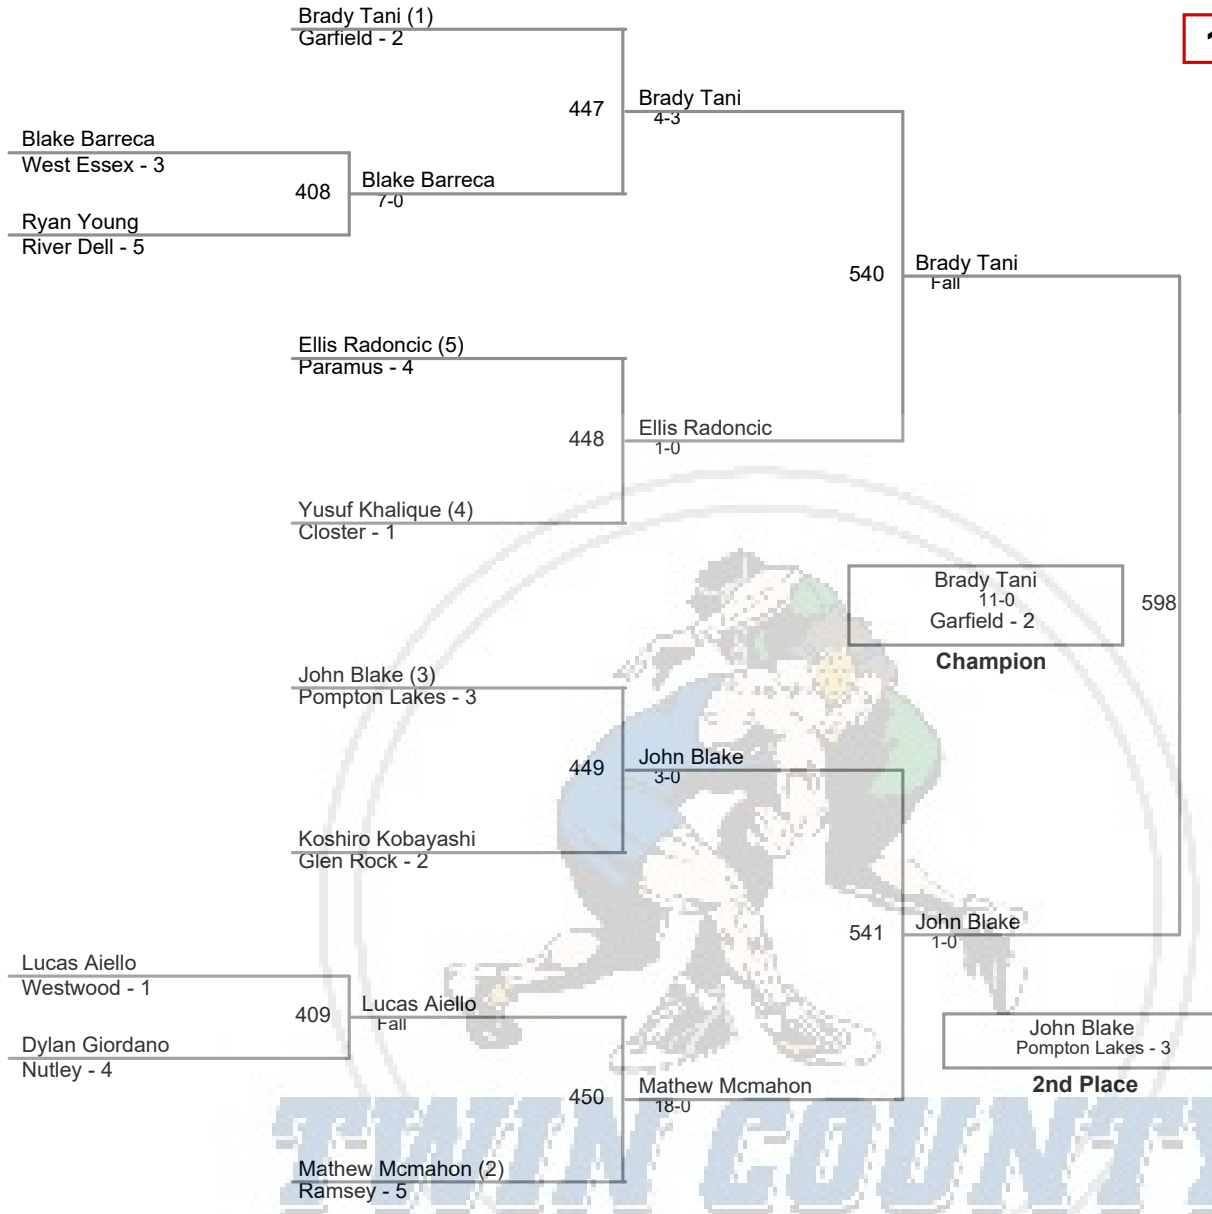 Brady Tani (1)
Garfield - 2
447
Brady Tani
4-3
Blake Barreca
West Essex - 3
408
Blake Barreca
7-0
Ryan Young
River Dell - 5
540
Brady Tani
Fall
Ellis Radoncic (5)
Paramus - 4
448
Ellis Radoncic
1-0
Yusuf Khalique (4)
Closter - 1
Brady Tani
11-0
Garfield - 2
598
Champion
John Blake (3)
Pompton Lakes - 3
449
John Blake
3-0
Koshiro Kobayashi
Glen Rock - 2
541
John Blake
1-0
Lucas Aiello
Westwood - 1
409
Lucas Aiello
Fall
Dylan Giordano
Nutley - 4
John Blake
Pompton Lakes - 3
2nd Place
450
Mathew Mcmahon
18-0
TWIN COUNTY
Mathew Mcmahon (2)
Ramsey - 5